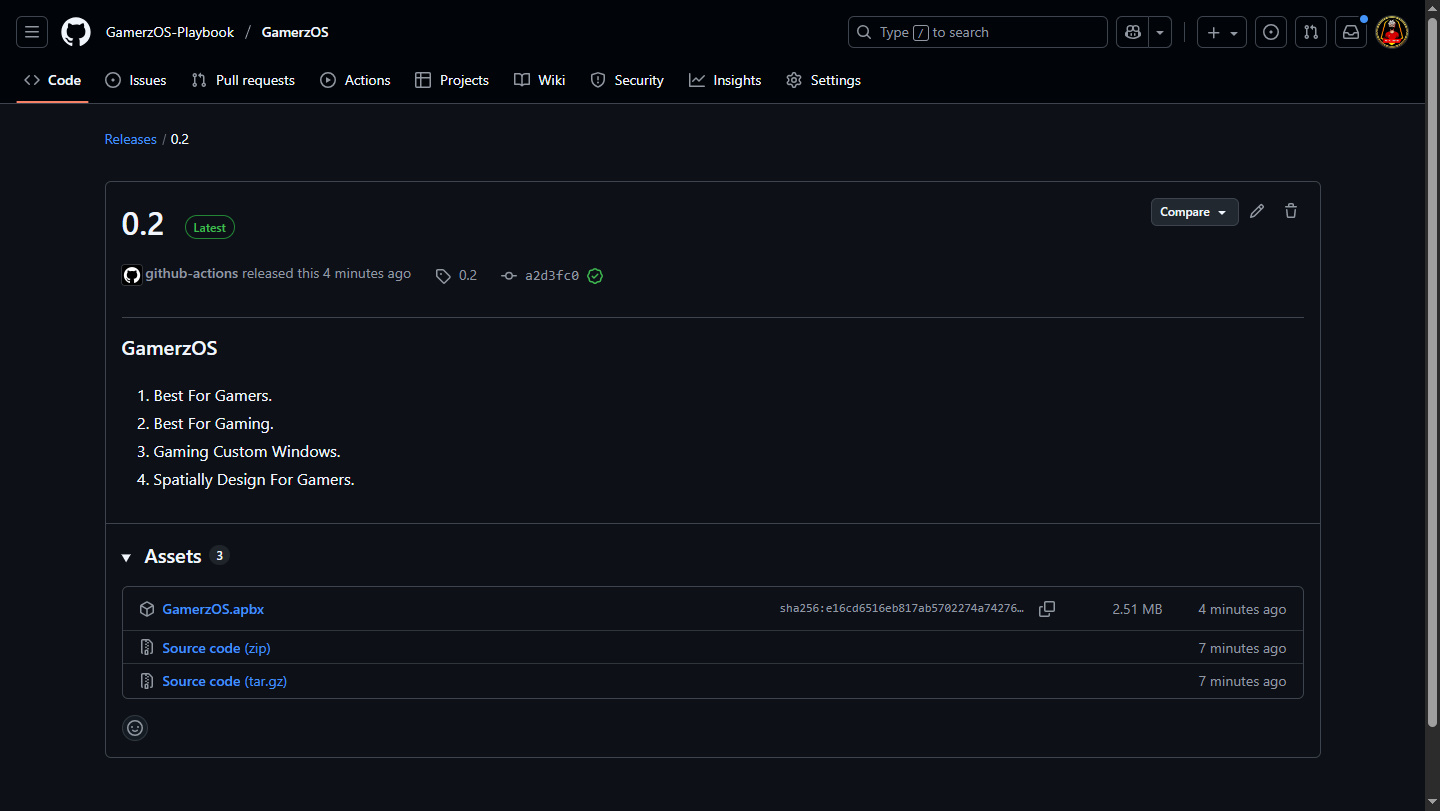 GamerzOS-Playbook / GamerzOS
Type / to search
Code Issues Pull requests Actions Projects Wiki Security Insights Settings
Releases / 0.2
0.2 Latest
Compare
github-actions released this 4 minutes ago 0.2 a2d3fc0
GamerzOS
1. Best For Gamers.
2. Best For Gaming.
3. Gaming Custom Windows.
4. Spatially Design For Gamers.
Assets 3
GamerzOS.apbx sha256:e16cd6516eb817ab5702274a74276… 2.51 MB 4 minutes ago
Source code (zip) 7 minutes ago
Source code (tar.gz) 7 minutes ago